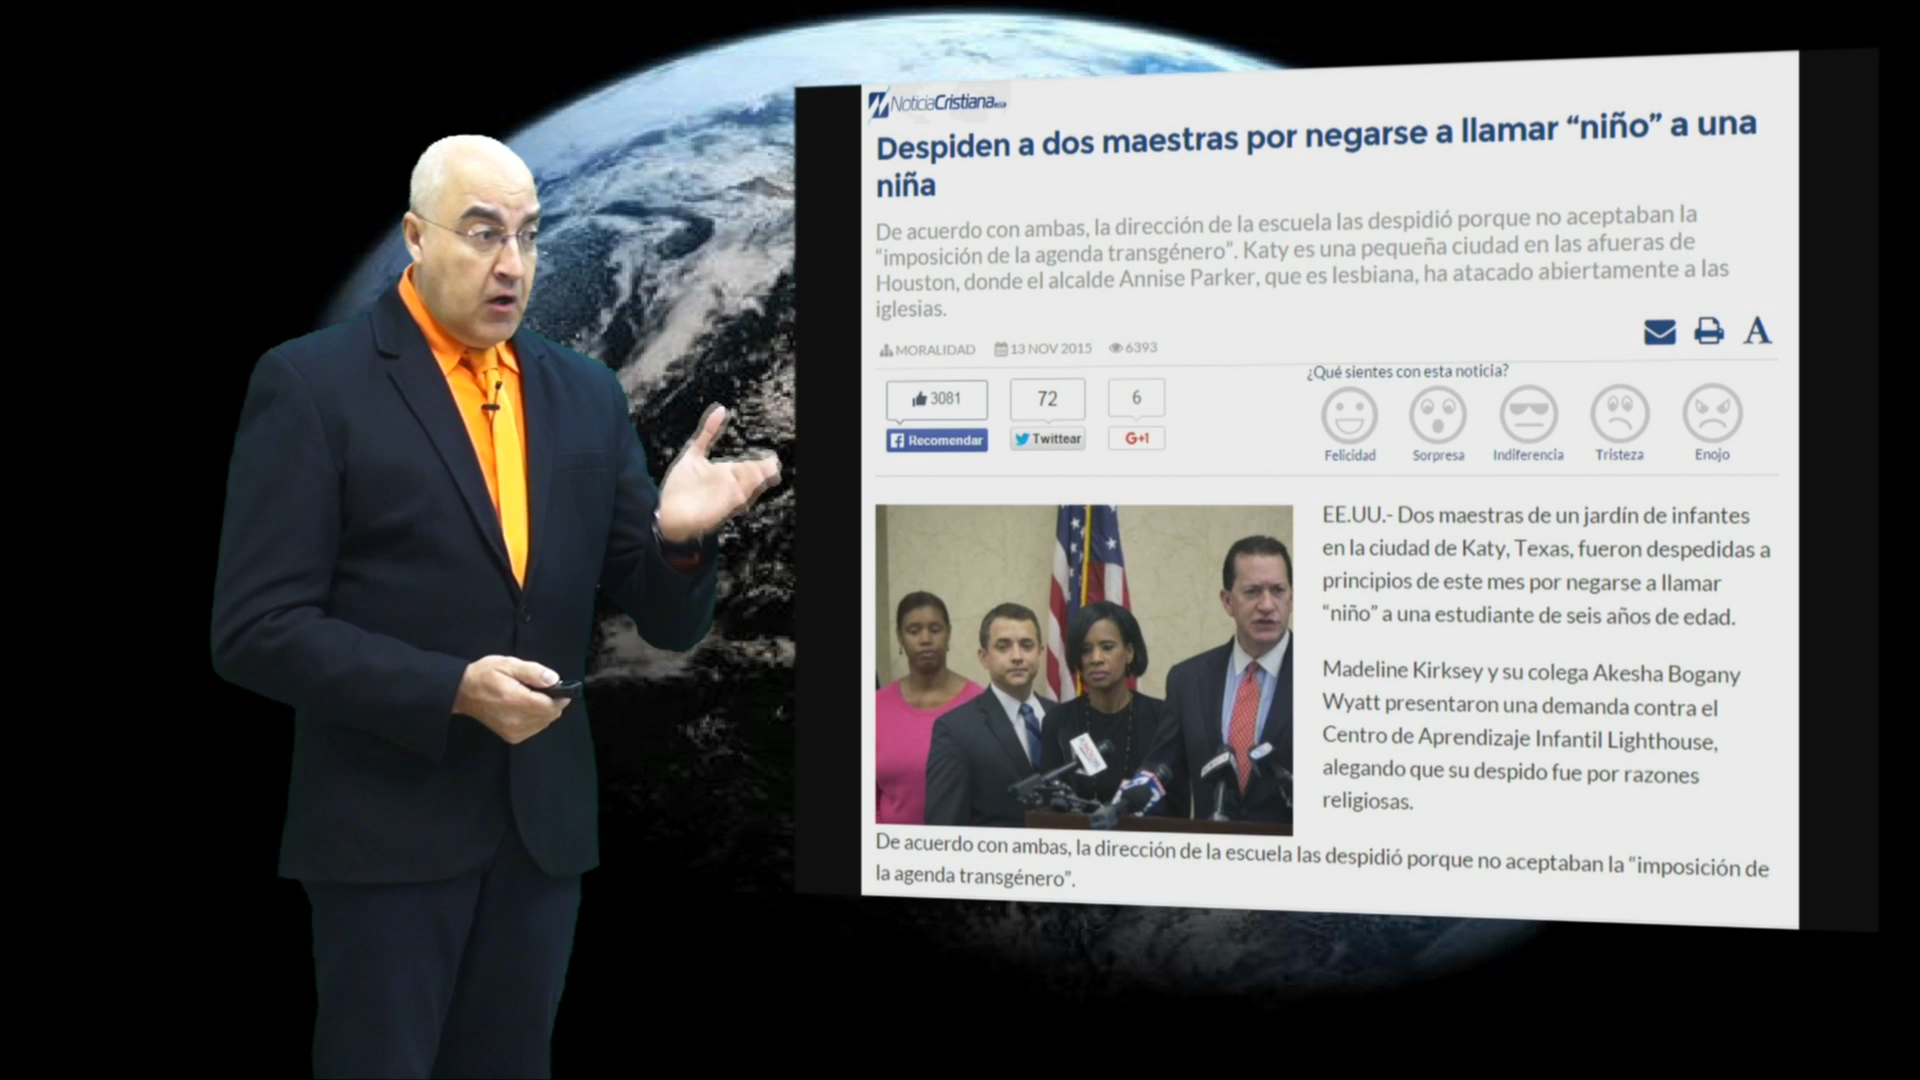 NoticiaCristiana
Despiden a dos maestras por negarse a llamar “niño” a una
niña
De acuerdo con ambas, la dirección de la escuela las despidió porque no aceptaban la
“imposición de la agenda transgénero”. Katy es una pequeña ciudad en las afueras de
Houston, donde el alcalde Annise Parker, que es lesbiana, ha atacado abiertamente a las
iglesias.
A
MORALIDAD 13 NOV 2015 6393
¿Qué sientes con esta noticia?
3081 72 6
Recomendar Twittear G+1
Felicidad Sorpresa Indiferencia Tristeza Enojo
EE.UU.- Dos maestras de un jardín de infantes
en la ciudad de Katy, Texas, fueron despedidas a
principios de este mes por negarse a llamar
“niño” a una estudiante de seis años de edad.
Madeline Kirksey y su colega Akesha Bogany
Wyatt presentaron una demanda contra el
Centro de Aprendizaje Infantil Lighthouse,
alegando que su despido fue por razones
religiosas.
De acuerdo con ambas, la dirección de la escuela las despidió porque no aceptaban la “imposición de
la agenda transgénero”.